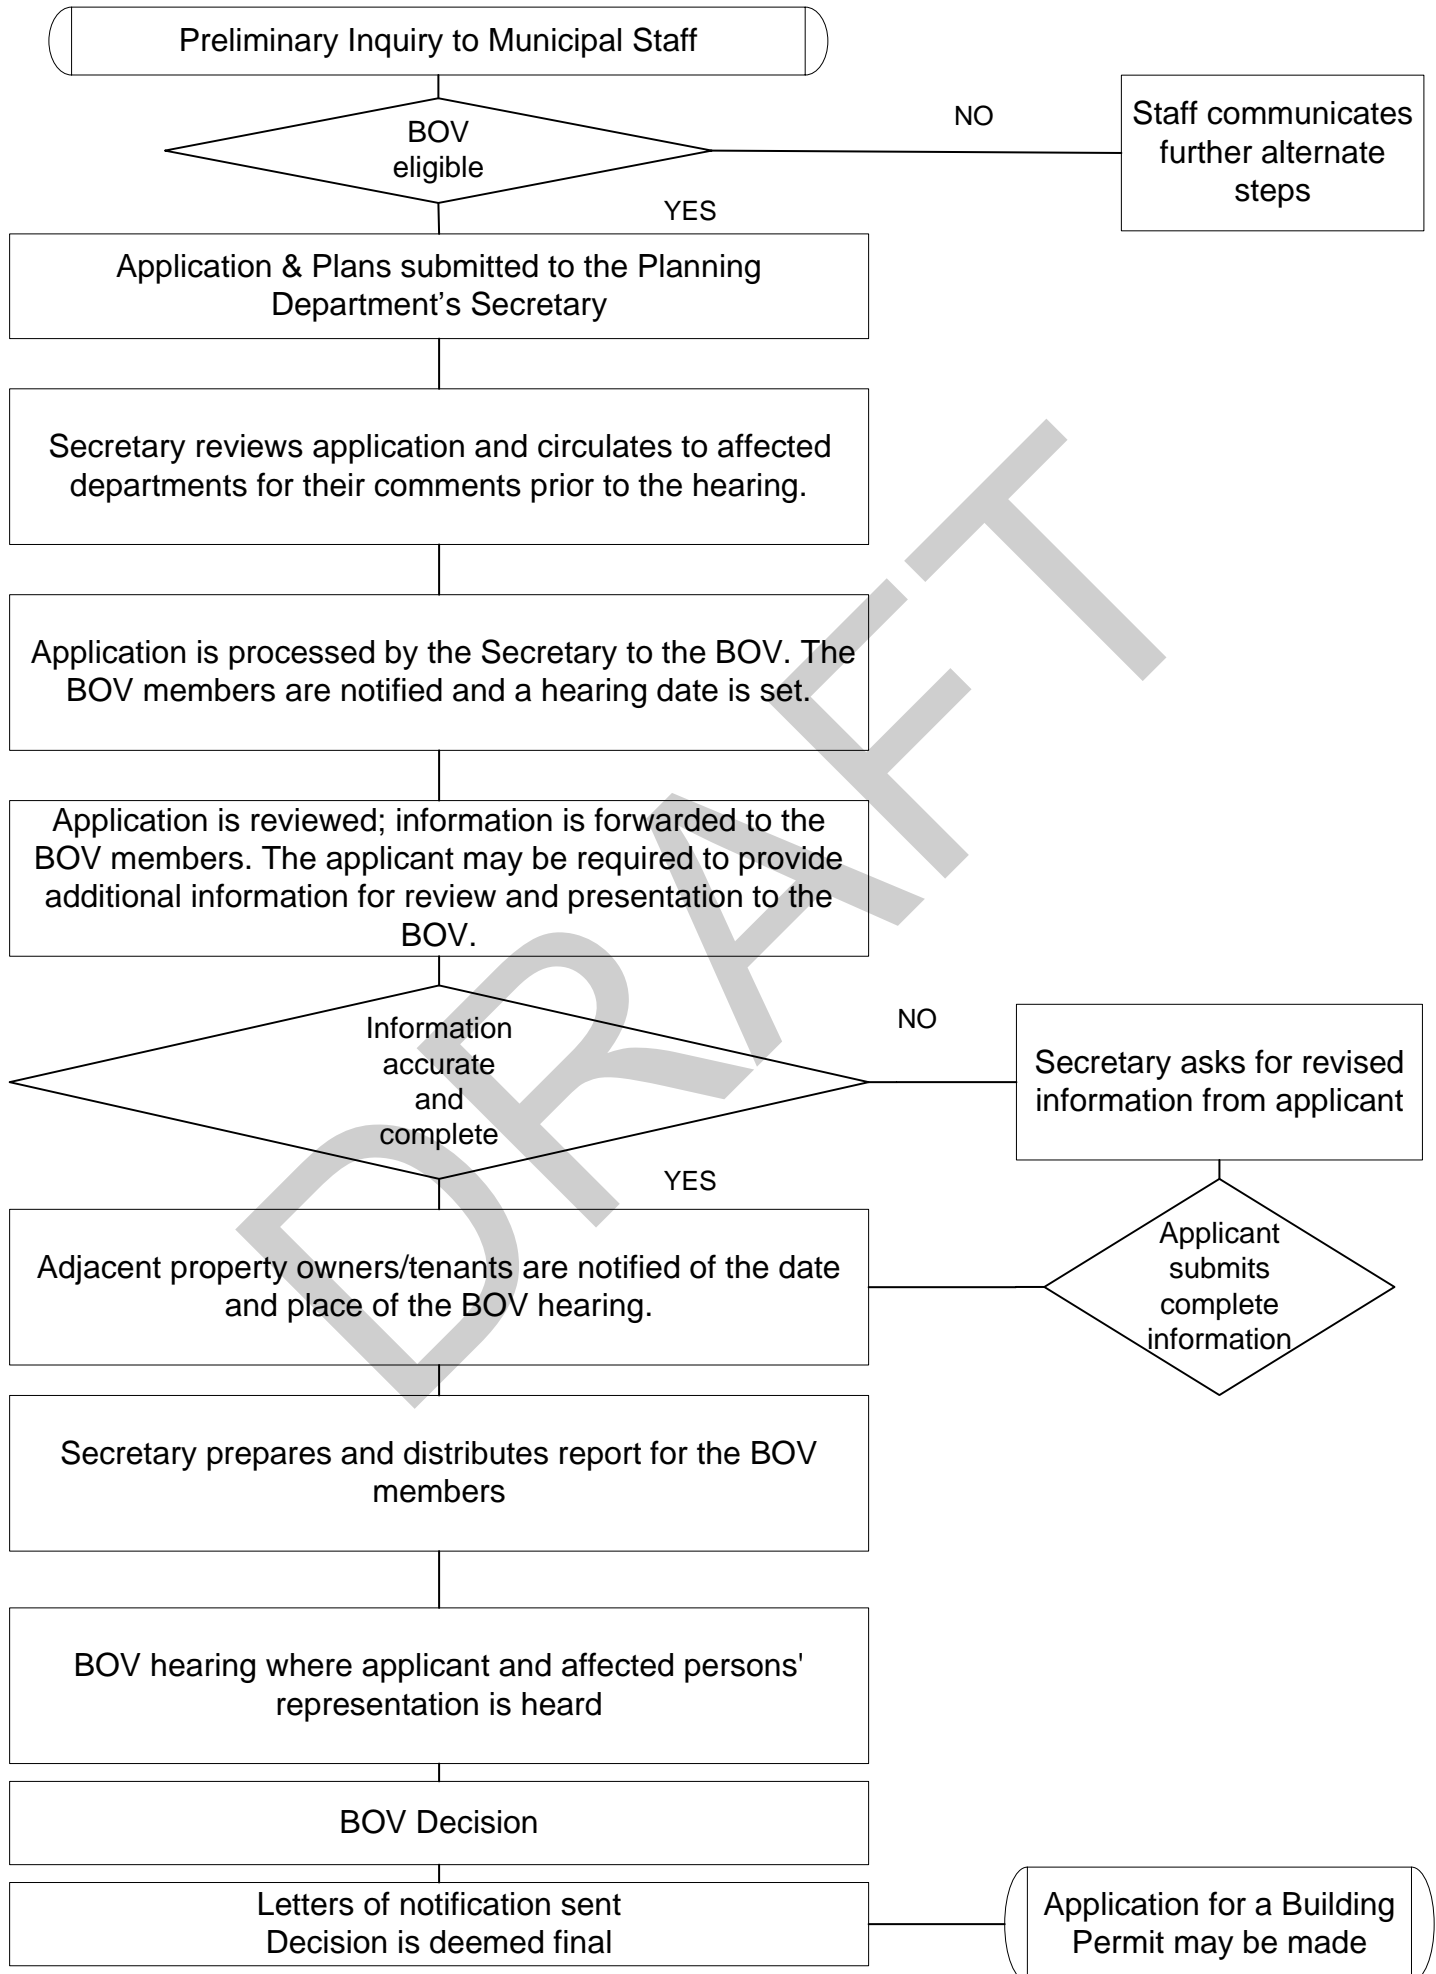 Preliminary Inquiry to Municipal Staff
BOV
eligible
NO
Staff communicates
further alternate
steps
YES
Application & Plans submitted to the Planning
Department’s Secretary
Secretary reviews application and circulates to affected
departments for their comments prior to the hearing.
Application is processed by the Secretary to the BOV. The
BOV members are notified and a hearing date is set.
Application is reviewed; information is forwarded to the
BOV members. The applicant may be required to provide
additional information for review and presentation to the
BOV.
Information
accurate
and
complete
NO
Secretary asks for revised
information from applicant
YES
Applicant
submits
complete
information
Adjacent property owners/tenants are notified of the date
and place of the BOV hearing.
Secretary prepares and distributes report for the BOV
members
BOV hearing where applicant and affected persons'
representation is heard
BOV Decision
Letters of notification sent
Decision is deemed final
Application for a Building
Permit may be made
DRAFT